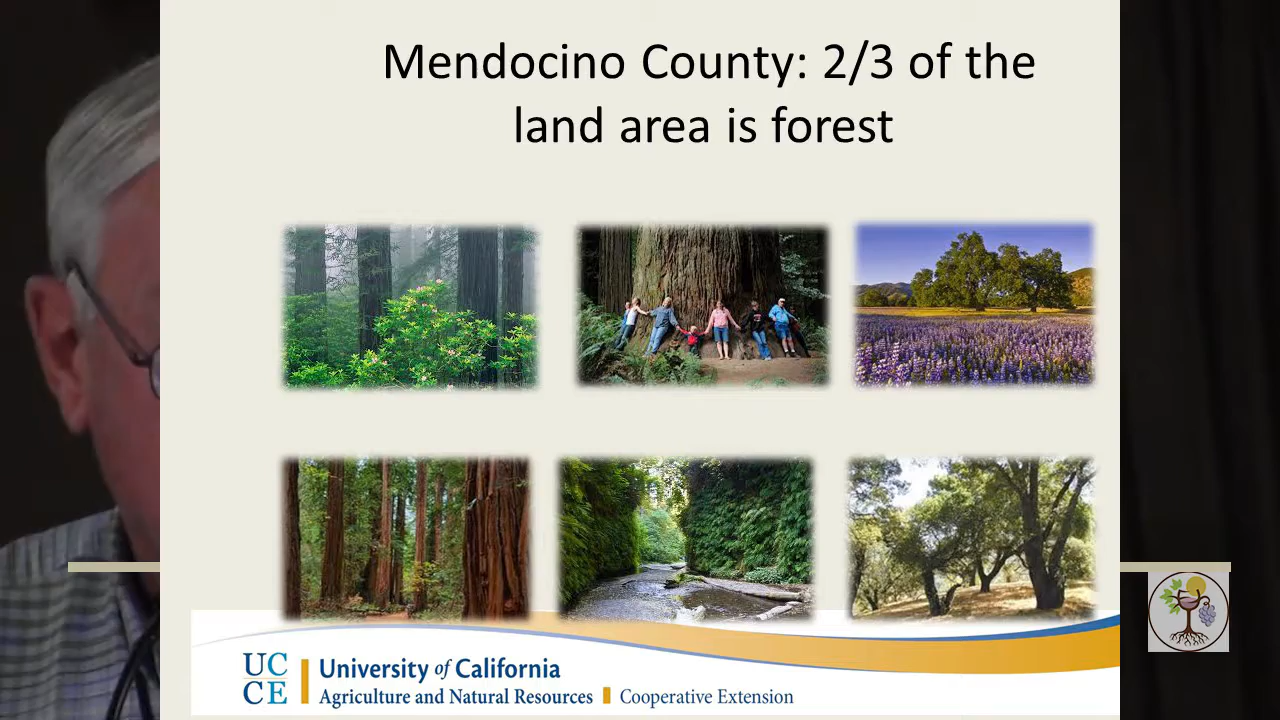 Mendocino County: 2/3 of the
land area is forest
UC
CE
University of California
Agriculture and Natural Resources
Cooperative Extension